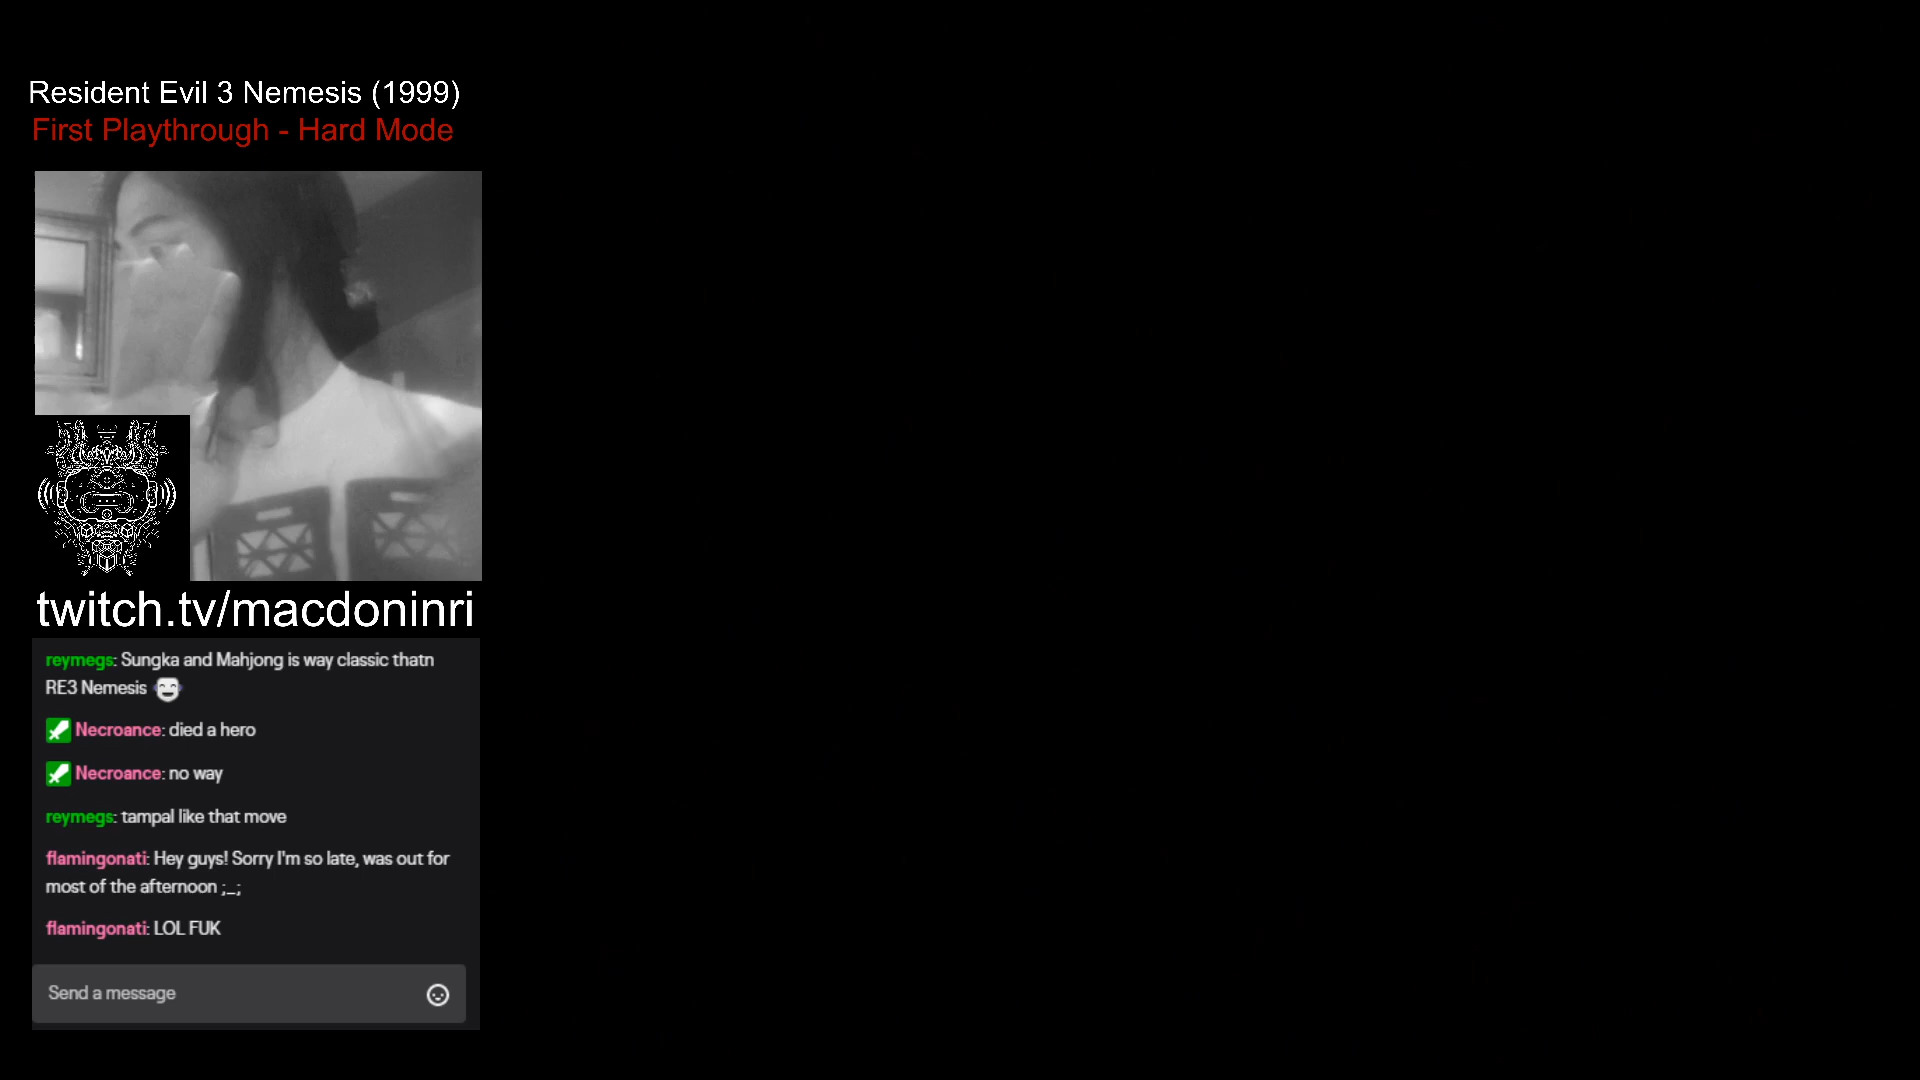 Resident Evil 3 Nemesis (1999)
First Playthrough - Hard Mode
twitch.tv/macdoninri
reymegs: Sungka and Mahjong is way classic thatn
RE3 Nemesis
Necroance: died a hero
Necroance: no way
reymegs: tampal like that move
flamingonati: Hey guys! Sorry I'm so late, was out for
most of the afternoon ;_;
flamingonati: LOL FUK
Send a message